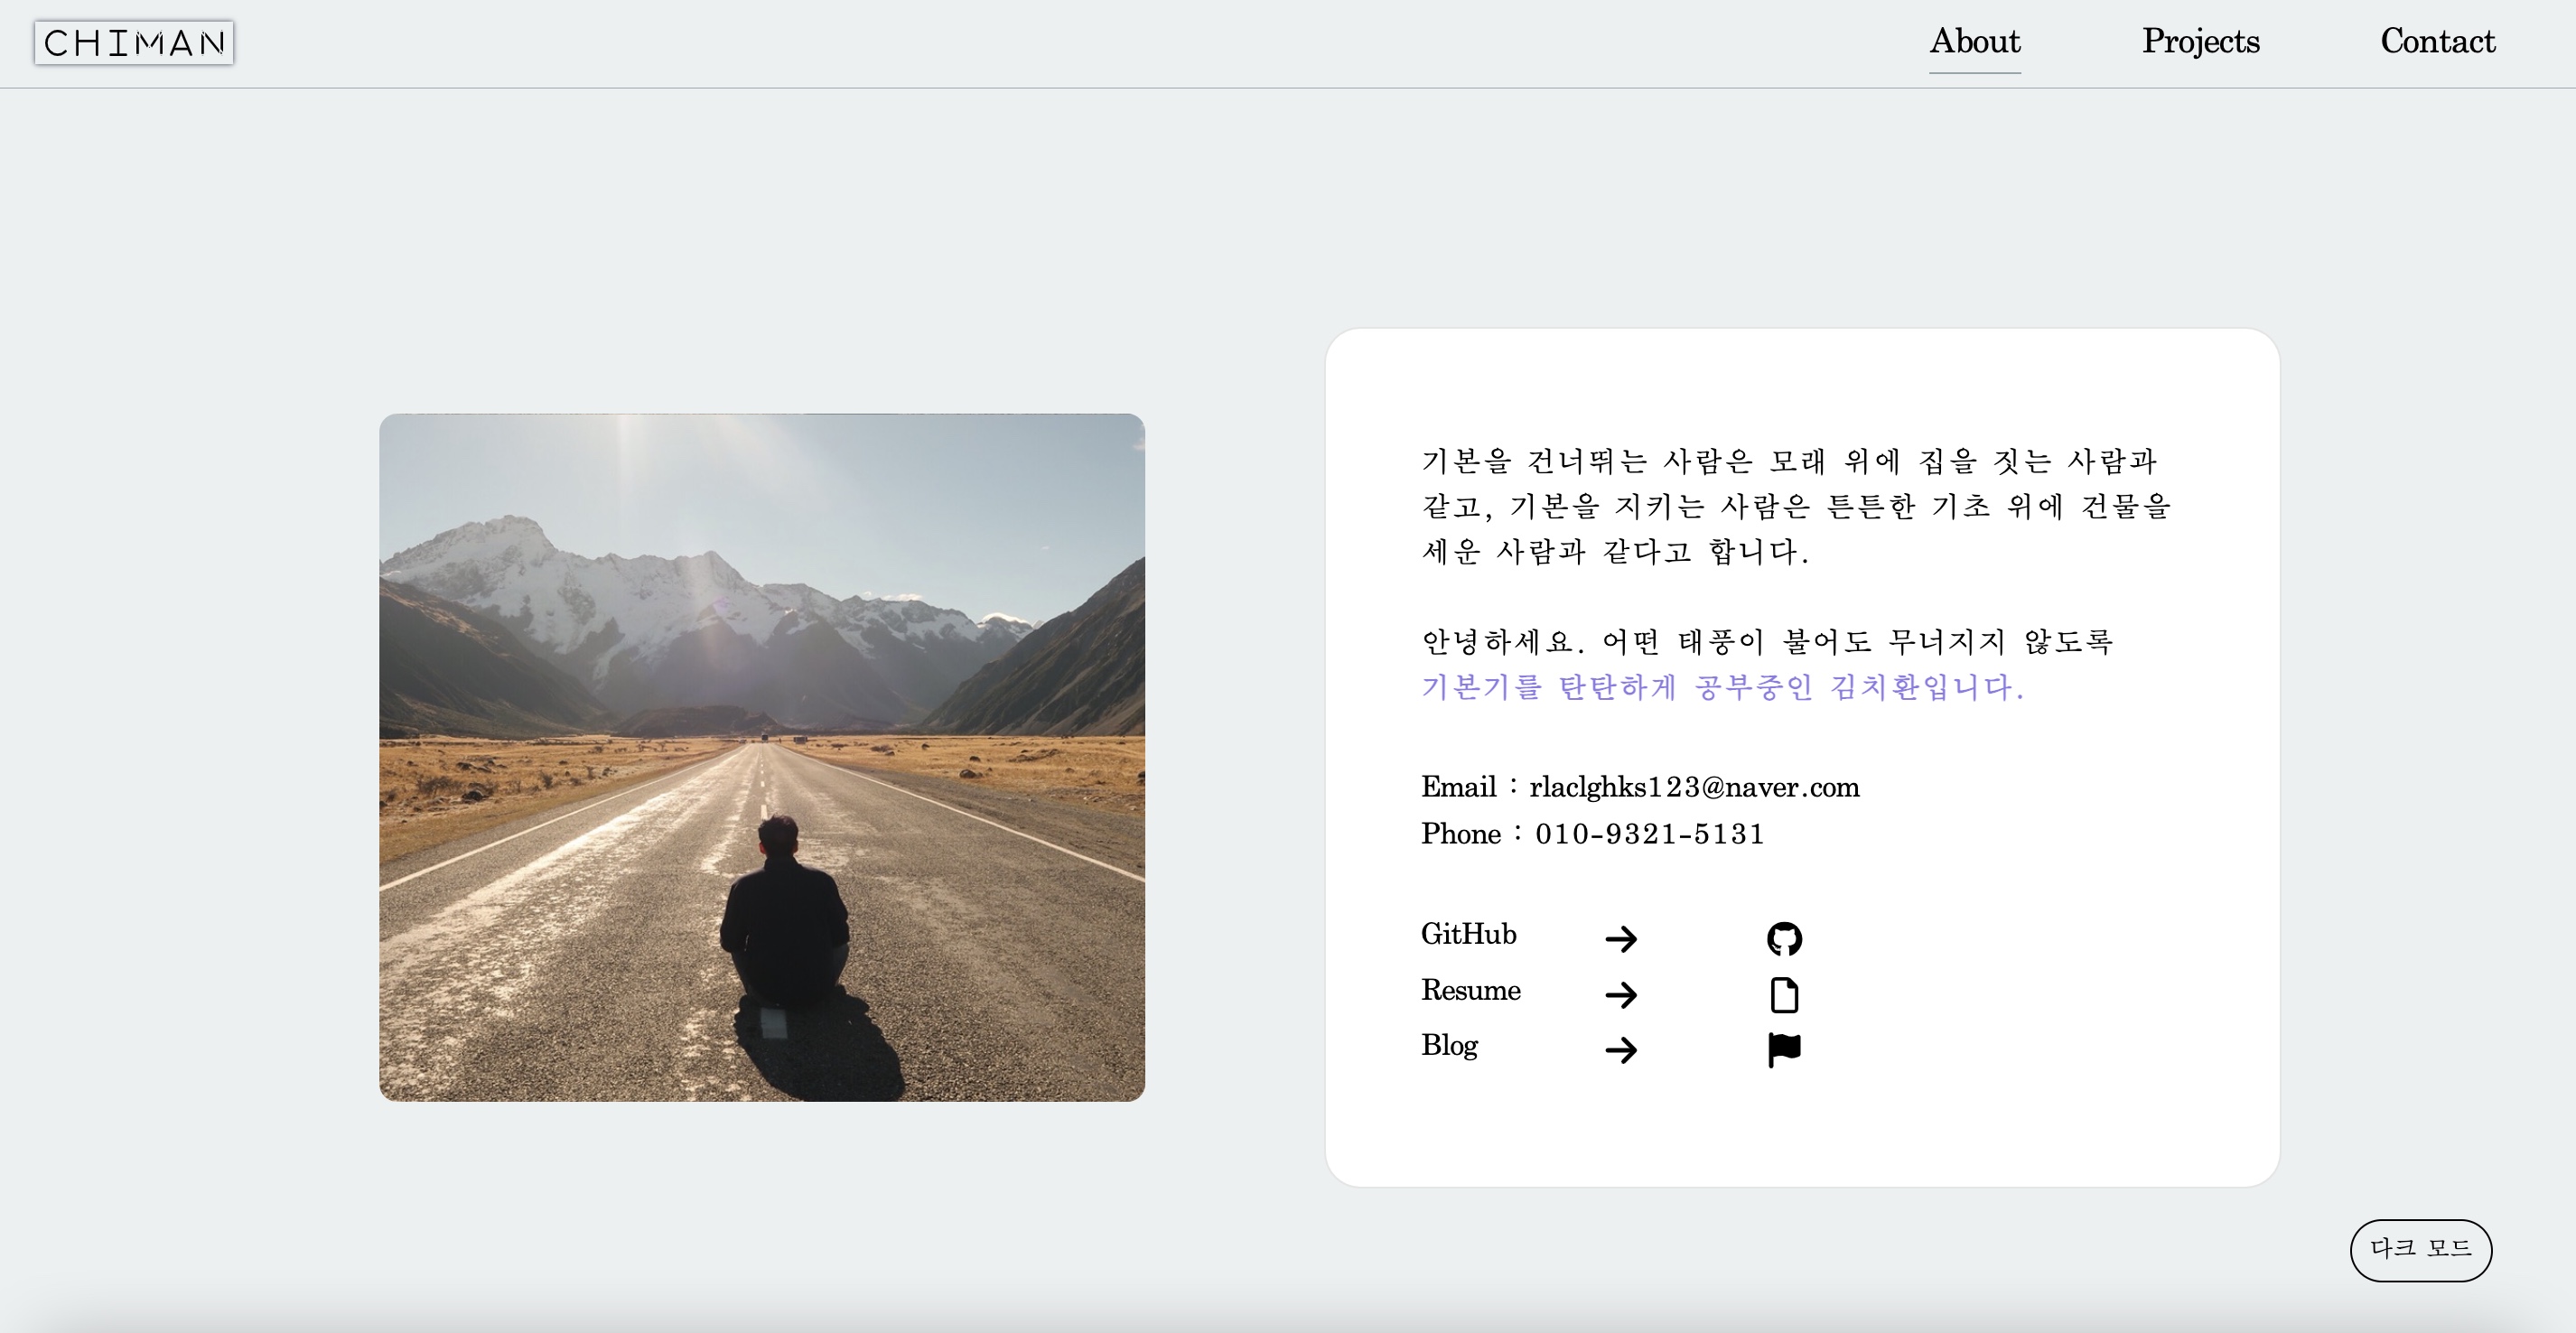 CHIMAN
About
Projects
Contact
기본을 건너뛰는 사람은 모래 위에 집을 짓는 사람과
같고, 기본을 지키는 사람은 튼튼한 기초 위에 건물을
세운 사람과 같다고 합니다.
안녕하세요. 어떤 태풍이 불어도 무너지지 않도록
기본기를 탄탄하게 공부중인 김치환입니다.
Email : rlaclghks123@naver.com
Phone : 010-9321-5131
GitHub
Resume
Blog
다크 모드